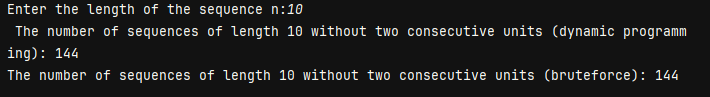 Enter the length of the sequence n:10
The number of sequences of length 10 without two consecutive units (dynamic programm
ing): 144
The number of sequences of length 10 without two consecutive units (bruteforce): 144